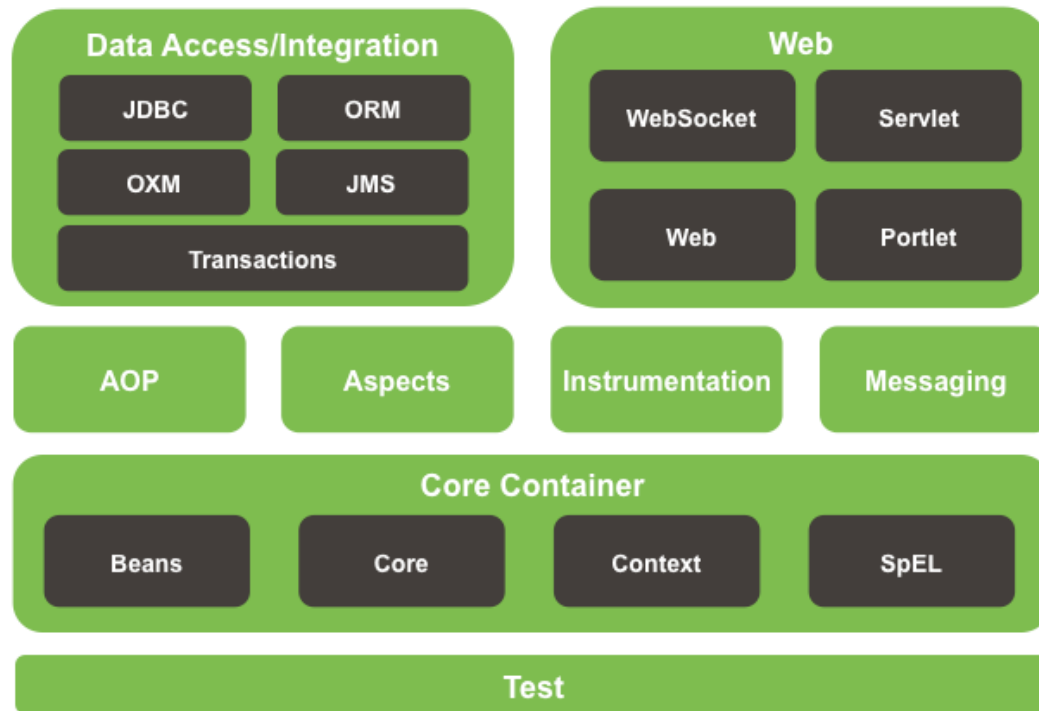 Data Access/Integration
JDBC
ORM
OXM
JMS
Transactions
Web
WebSocket
Servlet
Web
Portlet
AOP
Aspects
Instrumentation
Messaging
Core Container
Beans
Core
Context
SpEL
Test